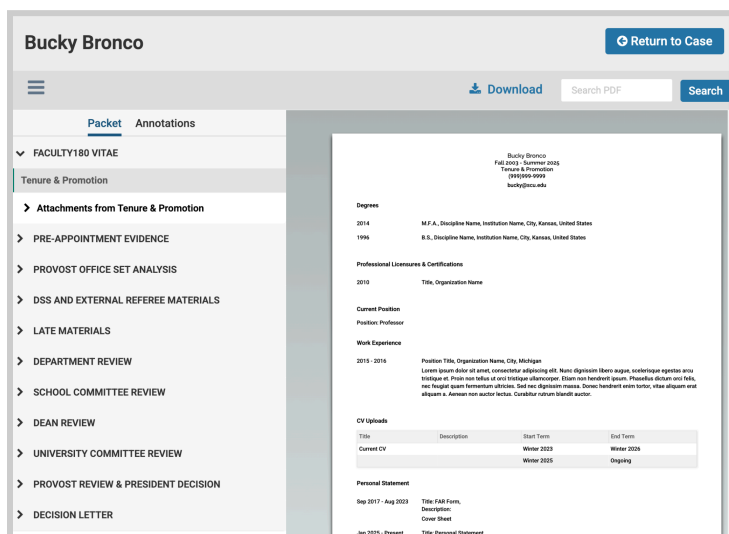 Bucky Bronco
Return to Case
Download
Search PDF
Search
Packet
Annotations
FACULTY180 VITAE
Tenure & Promotion
Attachments from Tenure & Promotion
PRE-APPOINTMENT EVIDENCE
PROVOST OFFICE SET ANALYSIS
DSS AND EXTERNAL REFEREE MATERIALS
LATE MATERIALS
DEPARTMENT REVIEW
SCHOOL COMMITTEE REVIEW
DEAN REVIEW
UNIVERSITY COMMITTEE REVIEW
PROVOST REVIEW & PRESIDENT DECISION
DECISION LETTER
Bucky Bronco
Fall 2003 - Summer 2025
Tenure & Promotion
(999)999-9999
bucky@scu.edu
Degrees
2014 M.F.A., Discipline Name, Institution Name, City, Kansas, United States
1996 B.S., Discipline Name, Institution Name, City, Kansas, United States
Professional Licensures & Certifications
2010 Title, Organization Name
Current Position
Position: Professor
Work Experience
2015 - 2016 Position Title, Organization Name, City, Michigan
Lorem ipsum dolor sit amet, consectetur adipiscing elit. Nunc dignissim libero augue, scelerisque egestas arcu
tristique et. Proin non tellus ut orci tristique ullamcorper. Etiam non hendrerit ipsum. Phasellus dictum orci felis,
nec feugiat quam fermentum ultricies. Sed nec dignissim massa. Donec hendrerit enim tortor, vitae aliquam erat
aliquam a. Aenean non auctor lectus. Curabitur rutrum blandit auctor.
CV Uploads
Title Description Start Term End Term
Current CV Winter 2023 Winter 2026
Winter 2025 Ongoing
Personal Statement
Sep 2017 - Aug 2023 Title: FAR Form,
Description:
Cover Sheet
Jan 2025 - Present Title: Personal Statement